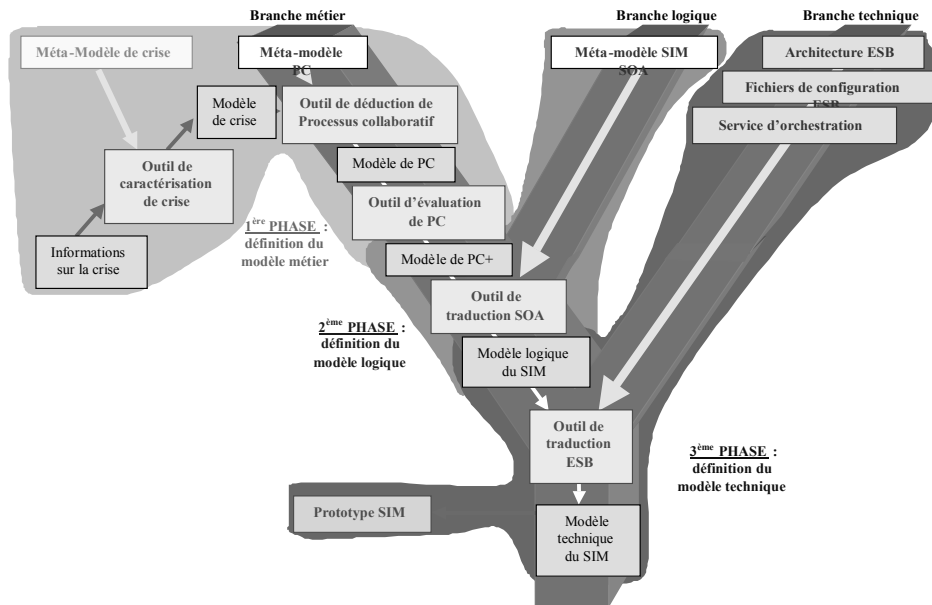 Branche métier
Branche logique
Branche technique
Méta-Modèle de crise
Méta-modèle
PC
Méta-modèle SIM
SOA
Architecture ESB
Fichiers de configuration
ESB
Service d'orchestration
Modèle
de crise
Outil de déduction de
Processus collaboratif
Modèle de PC
Outil de
caractérisation
de crise
Outil d'évaluation
de PC
Informations
sur la crise
1ère PHASE :
définition du
modèle métier
Modèle de PC+
Outil de
traduction SOA
2ème PHASE :
définition du
modèle logique
Modèle logique
du SIM
Outil de
traduction
ESB
3ème PHASE :
définition du
modèle technique
Prototype SIM
Modèle
technique
du SIM